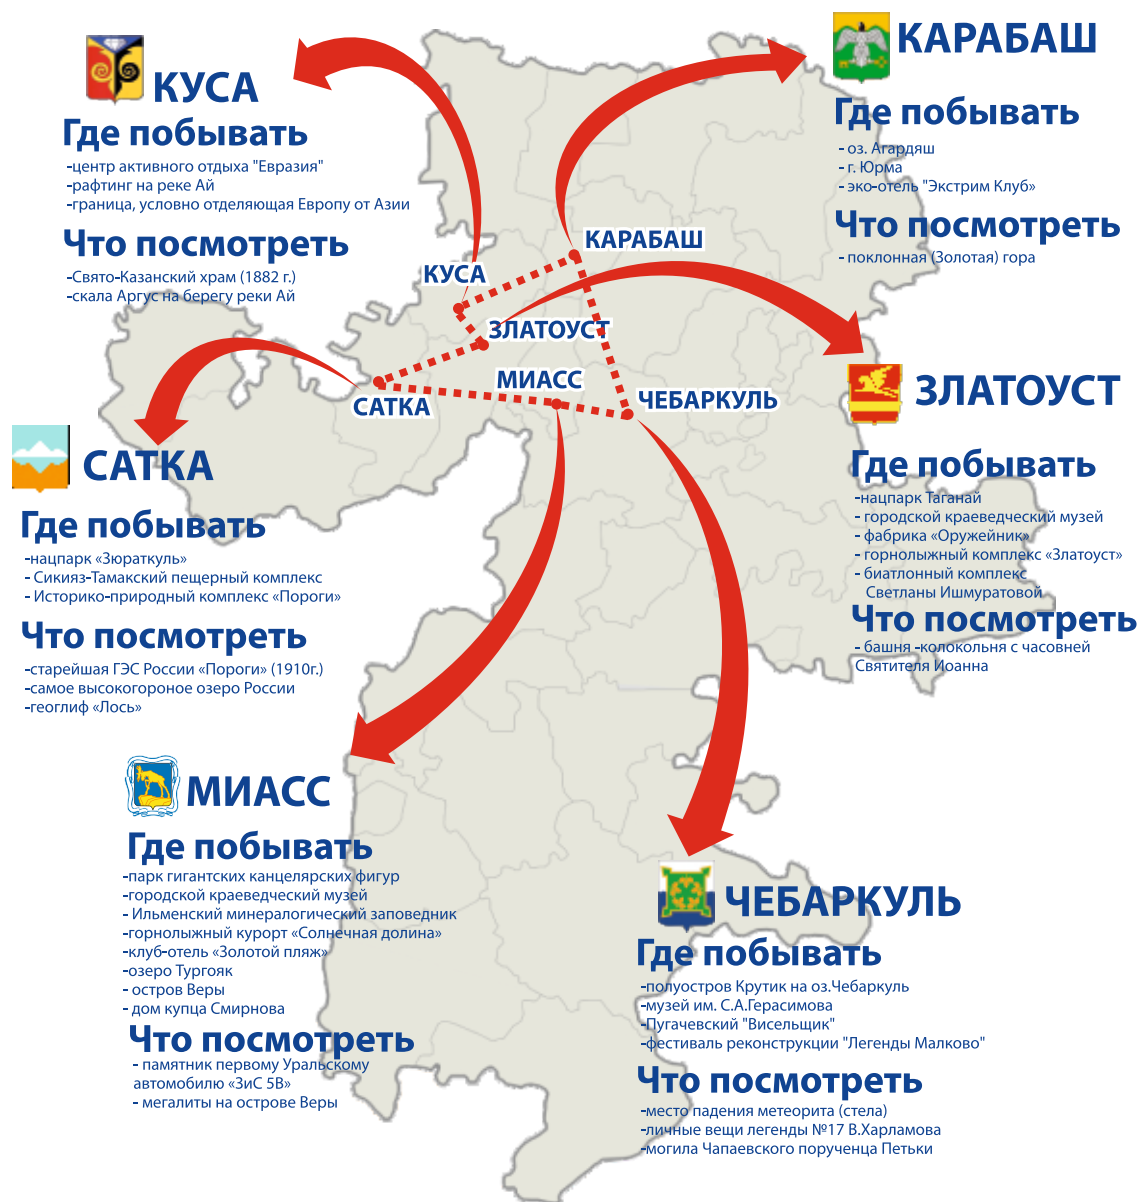 КУСА
Где побывать
-центр активного отдыха "Евразия"
-рафтинг на реке Ай
-граница, условно отделяющая Европу от Азии
Что посмотреть
-Свято-Казанский храм (1882 г.)
-скала Аргус на берегу реки Ай
КАРАБАШ
Где побывать
- оз. Агардяш
- г. Юрма
- эко-отель "Экстрим Клуб»
Что посмотреть
- поклонная (Золотая) гора
КАРАБАШ
КУСА
ЗЛАТОУСТ
МИАСС
САТКА
ЧЕБАРКУЛЬ
ЗЛАТОУСТ
Где побывать
-нацпарк Таганай
- городской краеведческий музей
- фабрика «Оружейник»
- горнолыжный комплекс «Златоуст»
- биатлонный комплекс
Светланы Ишмуратовой
Что посмотреть
- башня -колокольня с часовней
Святителя Иоанна
САТКА
Где побывать
-нацпарк «Зюраткуль»
- Сикияз-Тамакский пещерный комплекс
- Историко-природный комплекс «Пороги»
Что посмотреть
-старейшая ГЭС России «Пороги» (1910г.)
-самое высокогороное озеро России
-геоглиф «Лось»
МИАСС
Где побывать
-парк гигантских канцелярских фигур
-городской краеведческий музей
- Ильменский минералогический заповедник
-горнолыжный курорт «Солнечная долина»
-клуб-отель «Золотой пляж»
-озеро Тургояк
- остров Веры
- дом купца Смирнова
Что посмотреть
- памятник первому Уральскому
автомобилю «ЗиС 5В»
- мегалиты на острове Веры
ЧЕБАРКУЛЬ
Где побывать
-полуостров Крутик на оз.Чебаркуль
-музей им. С.А.Герасимова
-Пугачевский "Висельщик"
-фестиваль реконструкции "Легенды Малково"
Что посмотреть
-место падения метеорита (стела)
-личные вещи легенды №17 В.Харламова
-могила Чапаевского порученца Петьки